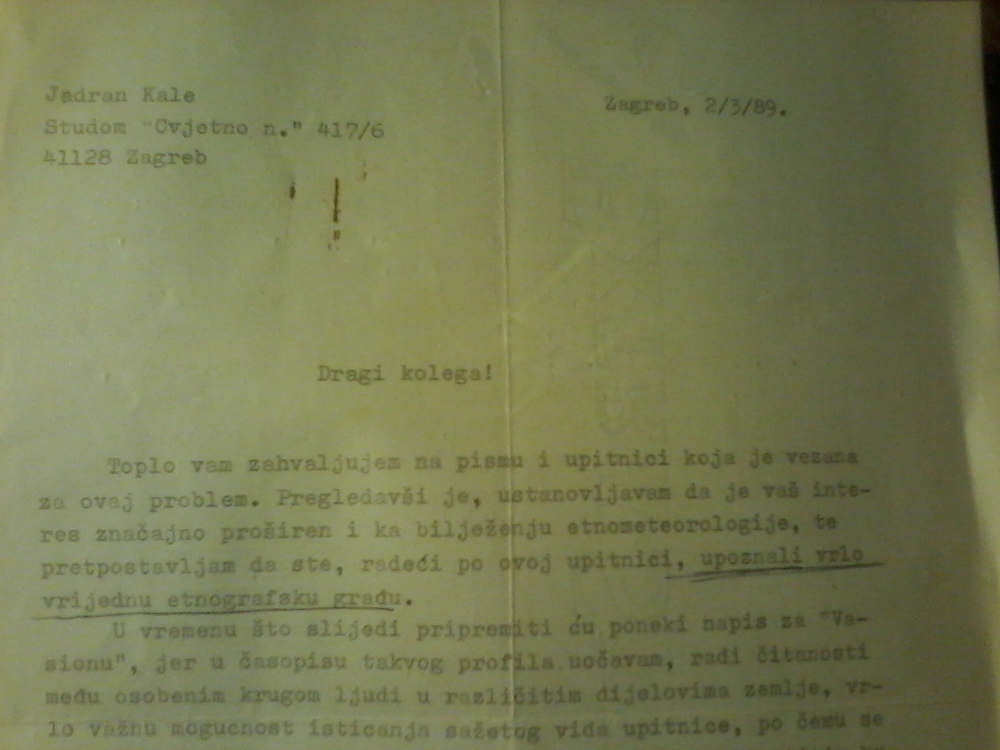 Jadran Kale
Zagreb, 2/3/89.
Studom "Cvjetno n." 417/6
41128 Zagreb
Dragi kolega!
Toplo vam zahvaljujem na pismu i upitnici koja je vezana
za ovaj problem. Pregledavši je, ustanovljavam da je vaš inte-
res značajno proširen i ka bilježenju etnometeorologije, te
pretpostavljam da ste, radeći po ovoj upitnici, upoznali vrlo
vrijednu etnografsku građu.
U vremenu što slijedi pripremiti ću poneki napis za "Va-
sionu", jer u časopisu takvog profila uočavam, radi čitanosti
među osobenim krugom ljudi u različitim dijelovima zemlje, vr-
lo važnu mogucnost isticanja sažetog vida upitnice, po čemu se